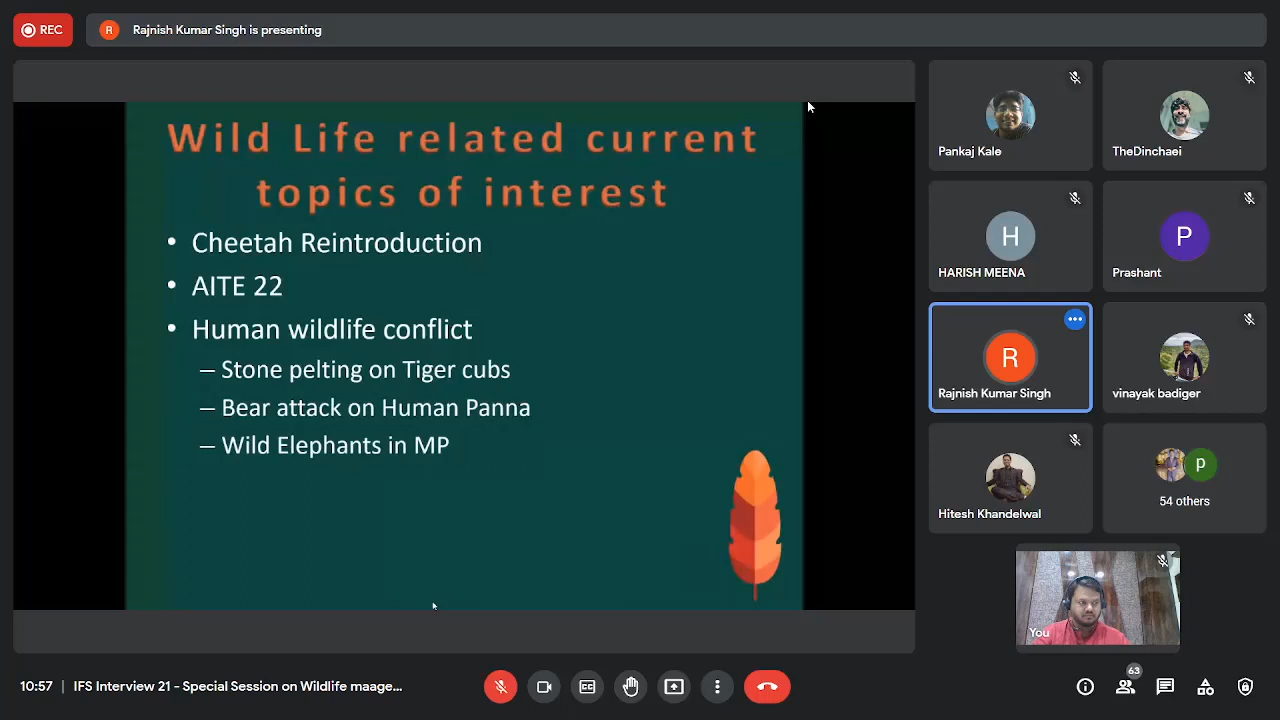 REC
R
Rajnish Kumar Singh is presenting
Wild Life related current
topics of interest
• Cheetah Reintroduction
• AITE 22
• Human wildlife conflict
– Stone pelting on Tiger cubs
– Bear attack on Human Panna
– Wild Elephants in MP
Pankaj Kale
TheDinchaei
H
HARISH MEENA
P
Prashant
R
Rajnish Kumar Singh
vinayak badiger
Hitesh Khandelwal
p
54 others
You
10:57 | IFS Interview 21 - Special Session on Wildlife maage...
CC
63